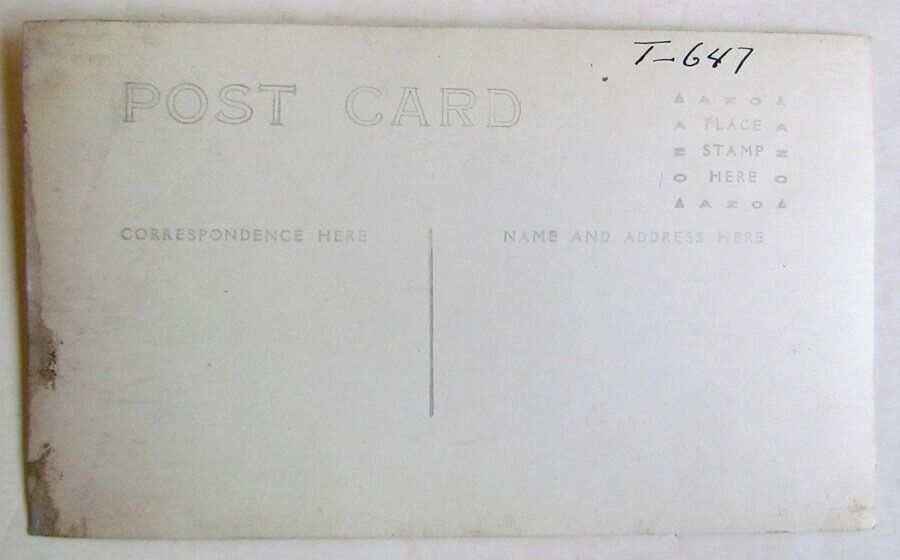 T-647
POST CARD
AZO
A PLACE A
Z STAMP Z
O HERE O
AZO
CORRESPONDENCE HERE
NAME AND ADDRESS HERE